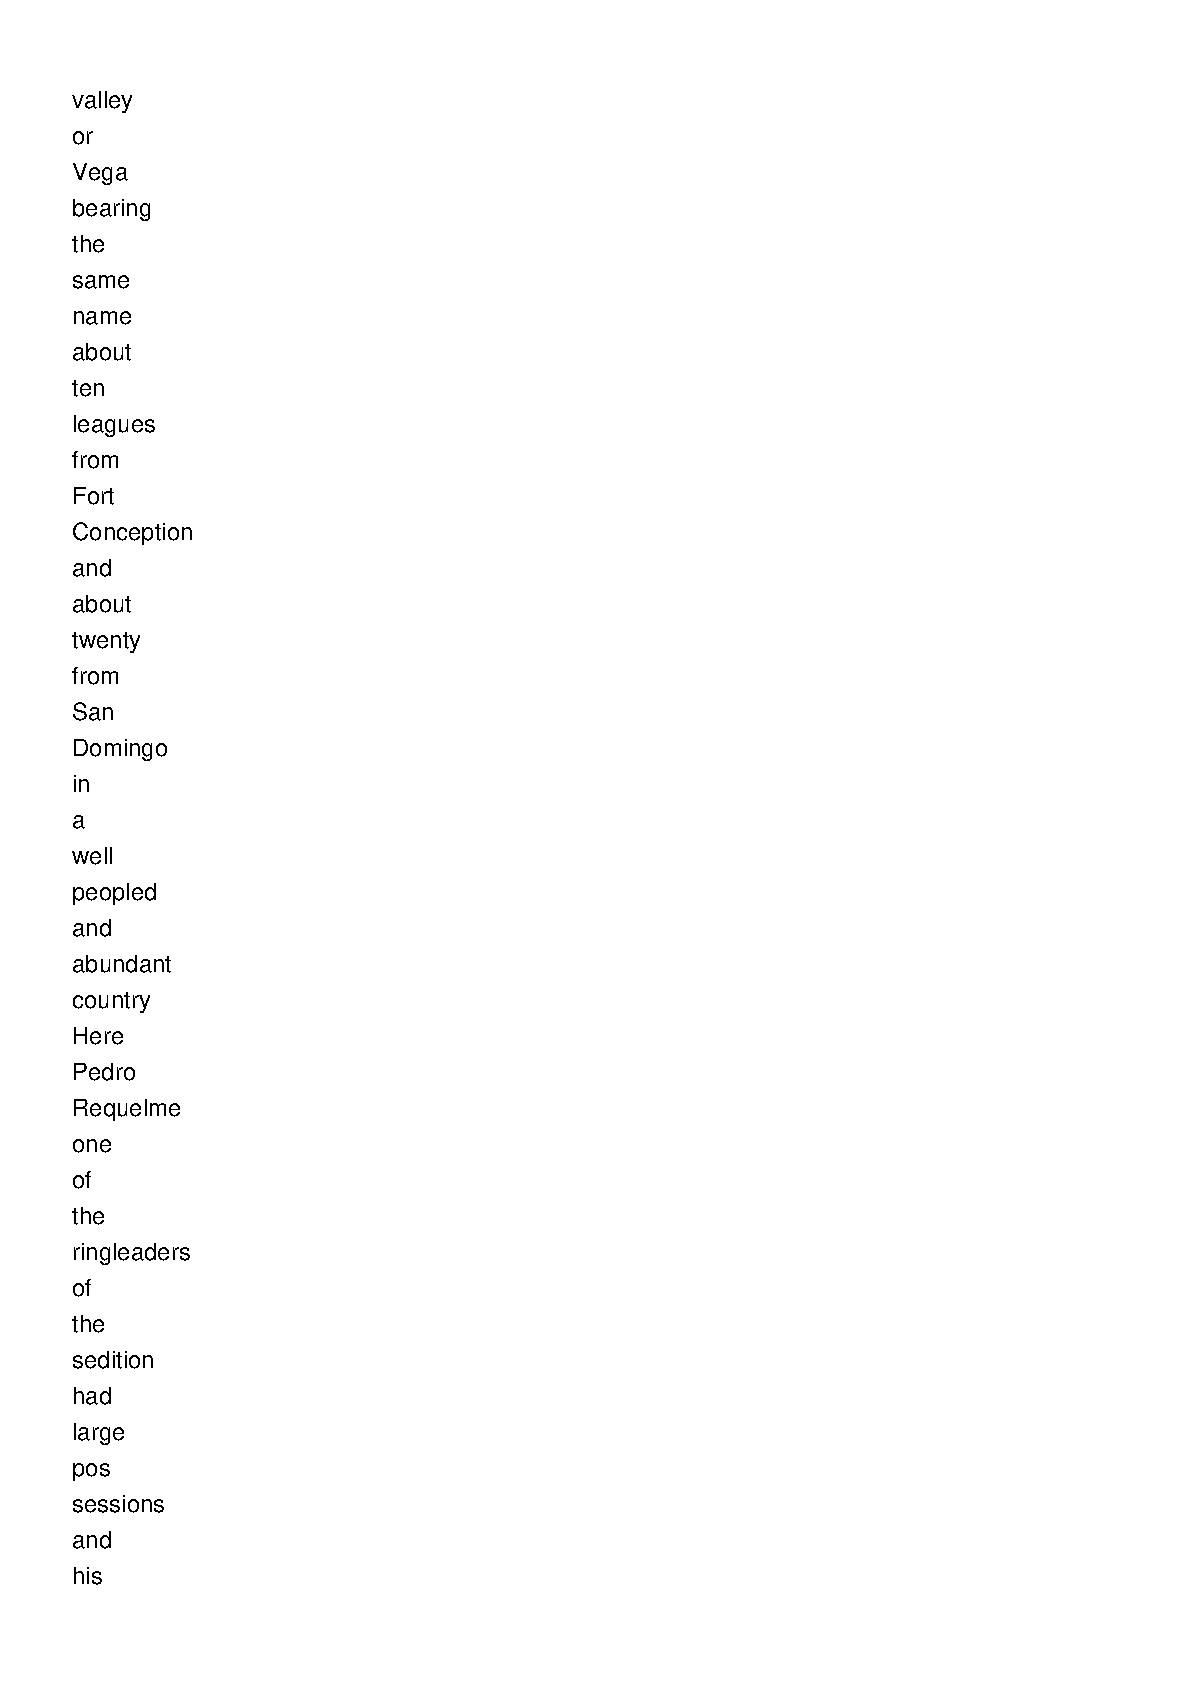 valley
or
Vega
bearing
the
same
name
about
ten
leagues
from
Fort
Conception
and
about
twenty
from
San
Domingo
in
a
well
peopled
and
abundant
country
Here
Pedro
Requelme
one
of
the
ringleaders
of
the
sedition
had
large
pos
sessions
and
his